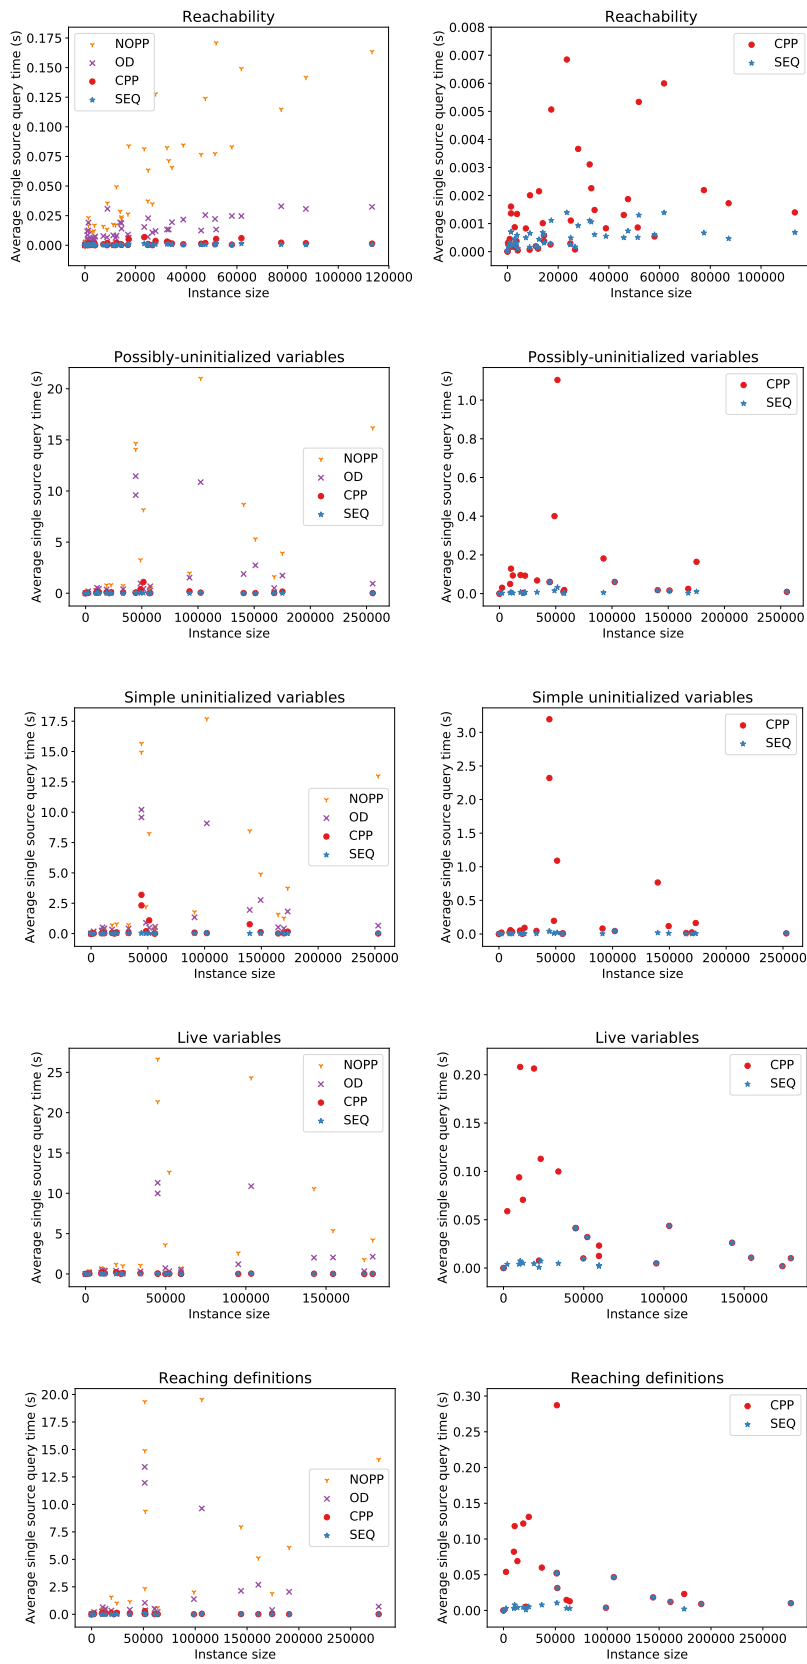 Reachability
Average single source query time (s)
0.175
0.150
0.125
0.100
0.075
0.050
0.025
0.000
NOPP
OD
CPP
SEQ
0 20000 40000 60000 80000 100000 120000
Instance size
Reachability
Average single source query time (s)
0.008
0.007
0.006
0.005
0.004
0.003
0.002
0.001
0.000
CPP
SEQ
0 20000 40000 60000 80000 100000
Instance size
Possibly-uninitialized variables
Average single source query time (s)
20
15
10
5
0
NOPP
OD
CPP
SEQ
0 50000 100000 150000 200000 250000
Instance size
Possibly-uninitialized variables
Average single source query time (s)
1.0
0.8
0.6
0.4
0.2
0.0
CPP
SEQ
0 50000 100000 150000 200000 250000
Instance size
Simple uninitialized variables
Average single source query time (s)
17.5
15.0
12.5
10.0
7.5
5.0
2.5
0.0
NOPP
OD
CPP
SEQ
0 50000 100000 150000 200000 250000
Instance size
Simple uninitialized variables
Average single source query time (s)
3.0
2.5
2.0
1.5
1.0
0.5
0.0
CPP
SEQ
0 50000 100000 150000 200000 250000
Instance size
Live variables
Average single source query time (s)
25
20
15
10
5
0
NOPP
OD
CPP
SEQ
0 50000 100000 150000
Instance size
Live variables
Average single source query time (s)
0.20
0.15
0.10
0.05
0.00
CPP
SEQ
0 50000 100000 150000
Instance size
Reaching definitions
Average single source query time (s)
20.0
17.5
15.0
12.5
10.0
7.5
5.0
2.5
0.0
NOPP
OD
CPP
SEQ
0 50000 100000 150000 200000 250000
Instance size
Reaching definitions
Average single source query time (s)
0.30
0.25
0.20
0.15
0.10
0.05
0.00
CPP
SEQ
0 50000 100000 150000 200000 250000
Instance size